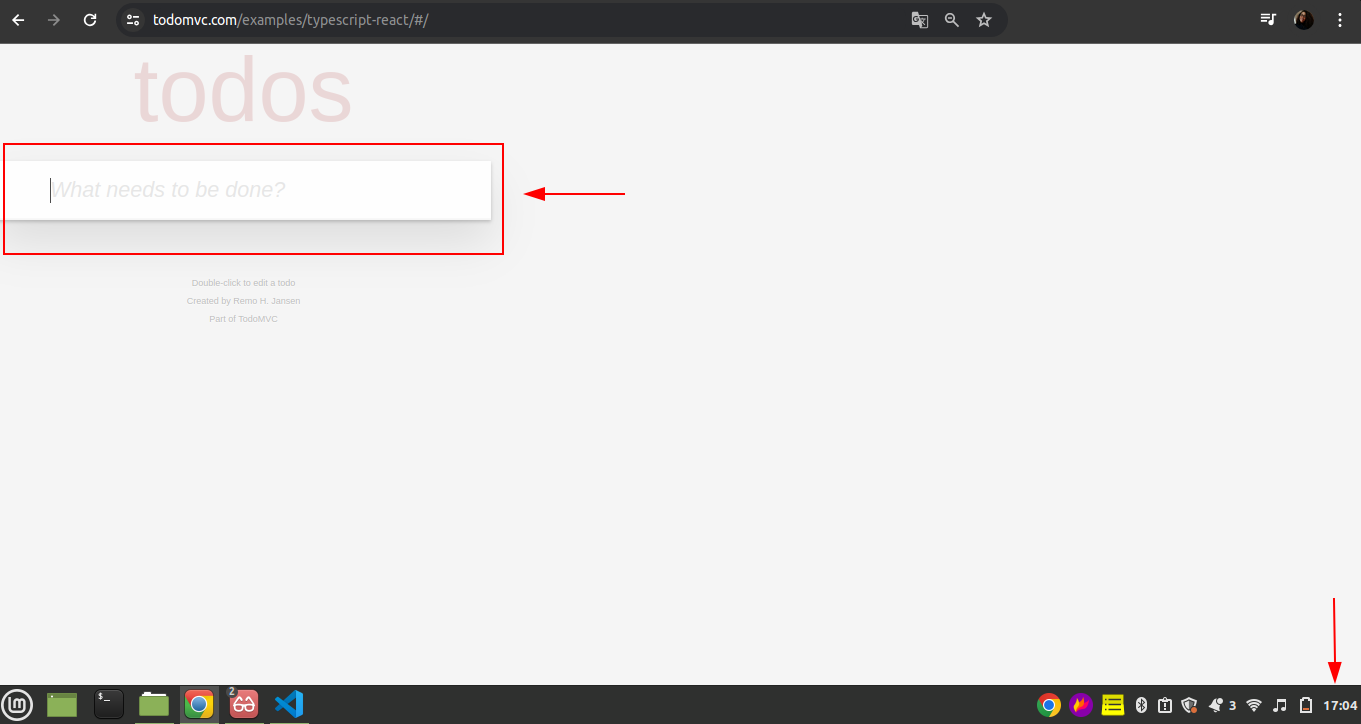 todomvc.com/examples/typescript-react/#/
todos
What needs to be done?
Double-click to edit a todo
Created by Remo H. Jansen
Part of TodoMVC
$_
2
3
17:04